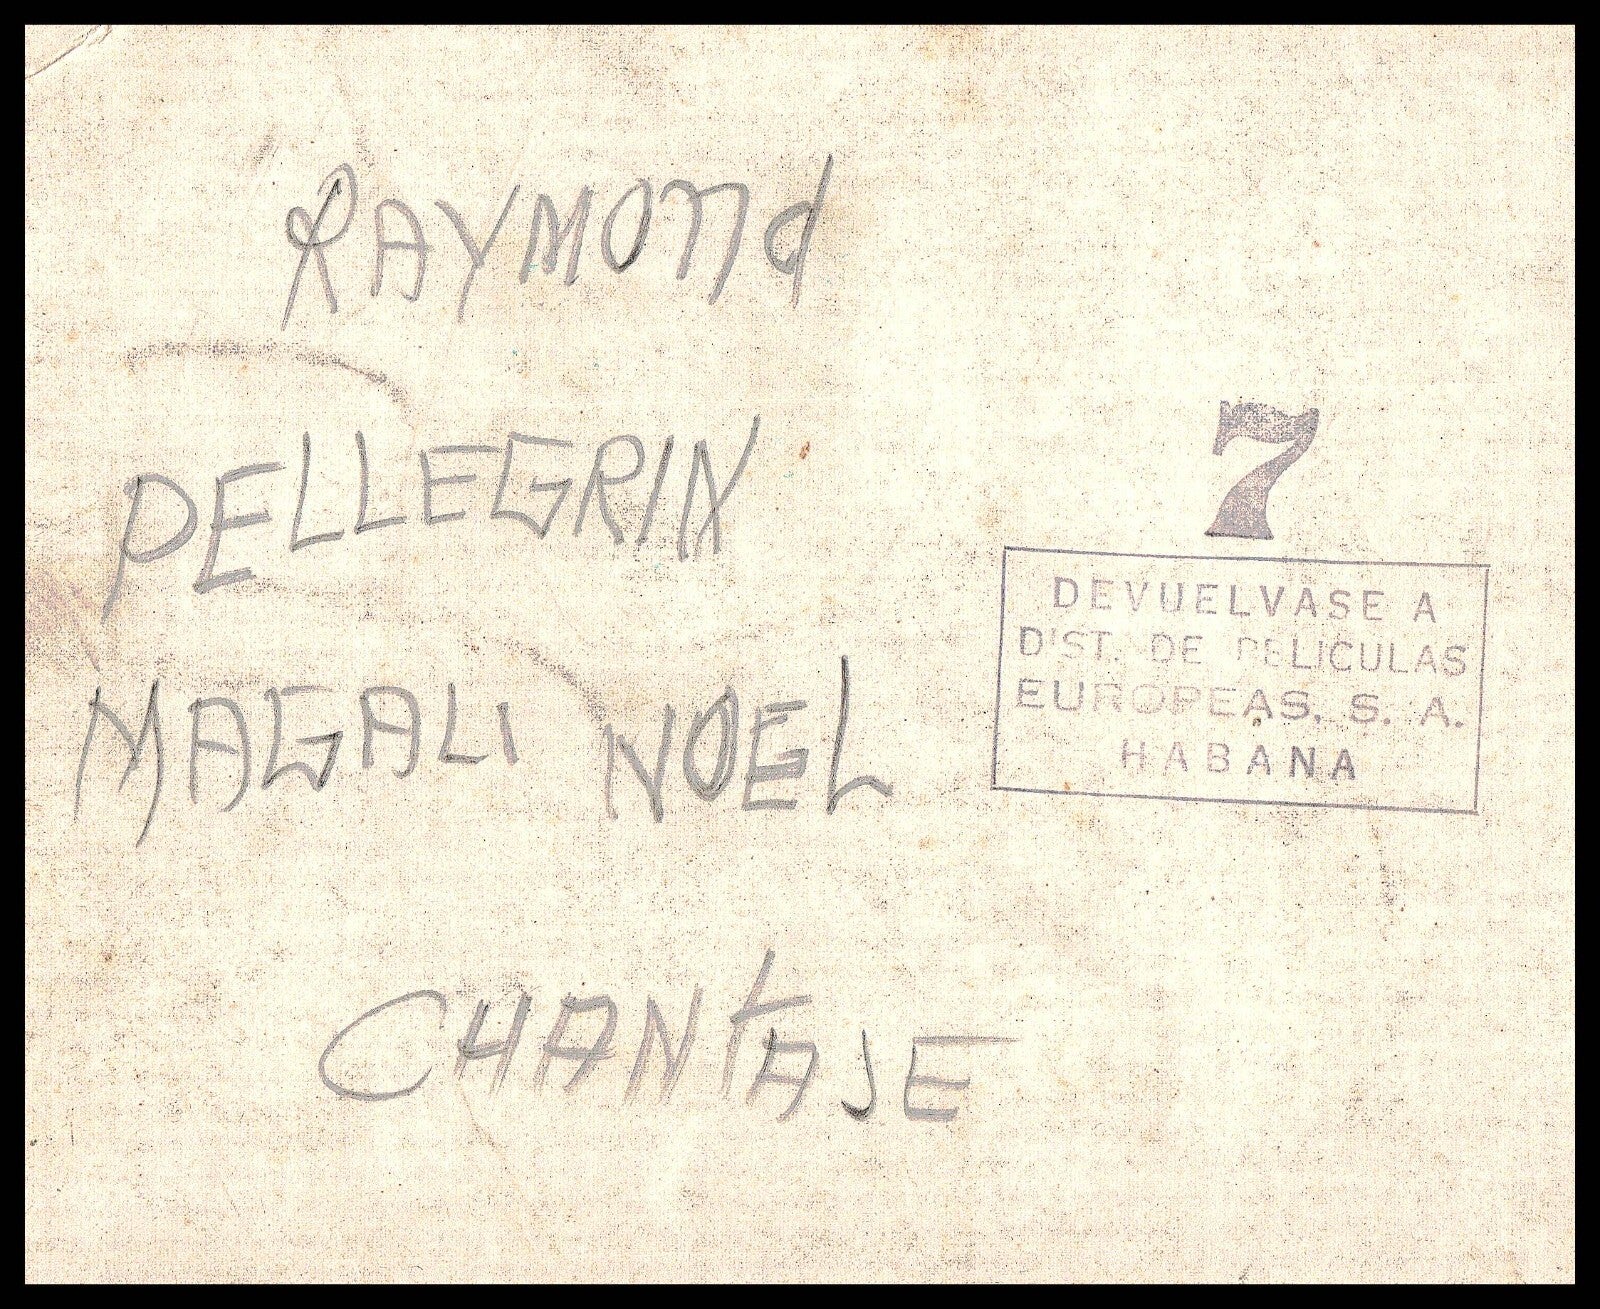 RAYMOnd
PELLEGRIN
MAGALI NOEL
CHANTAJE
7
DEVUELVASE A
DIST. DE PELICULAS
EUROPEAS, S. A.
HABANA